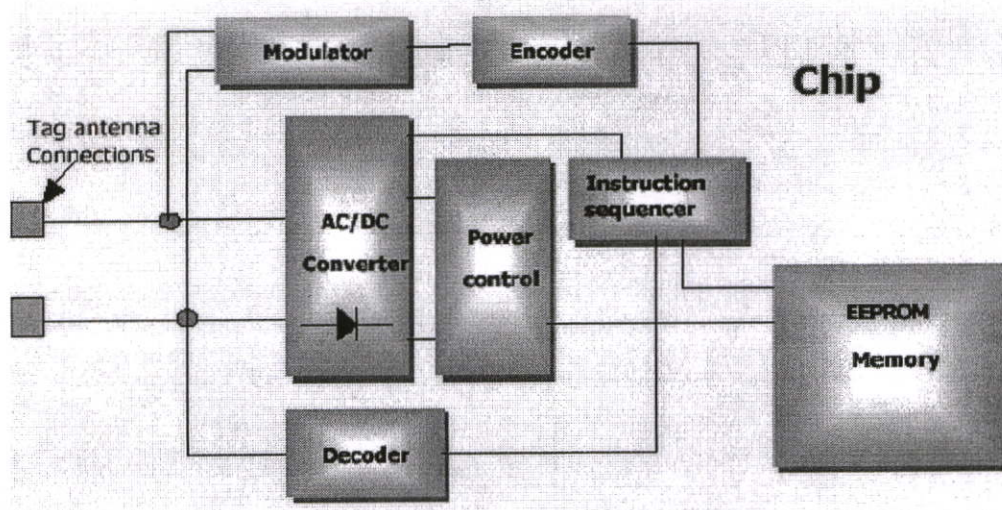 Modulator
Encoder
Chip
Tag antenna
Connections
AC/DC
Converter
Power
control
Instruction
sequencer
EEPROM
Memory
Decoder